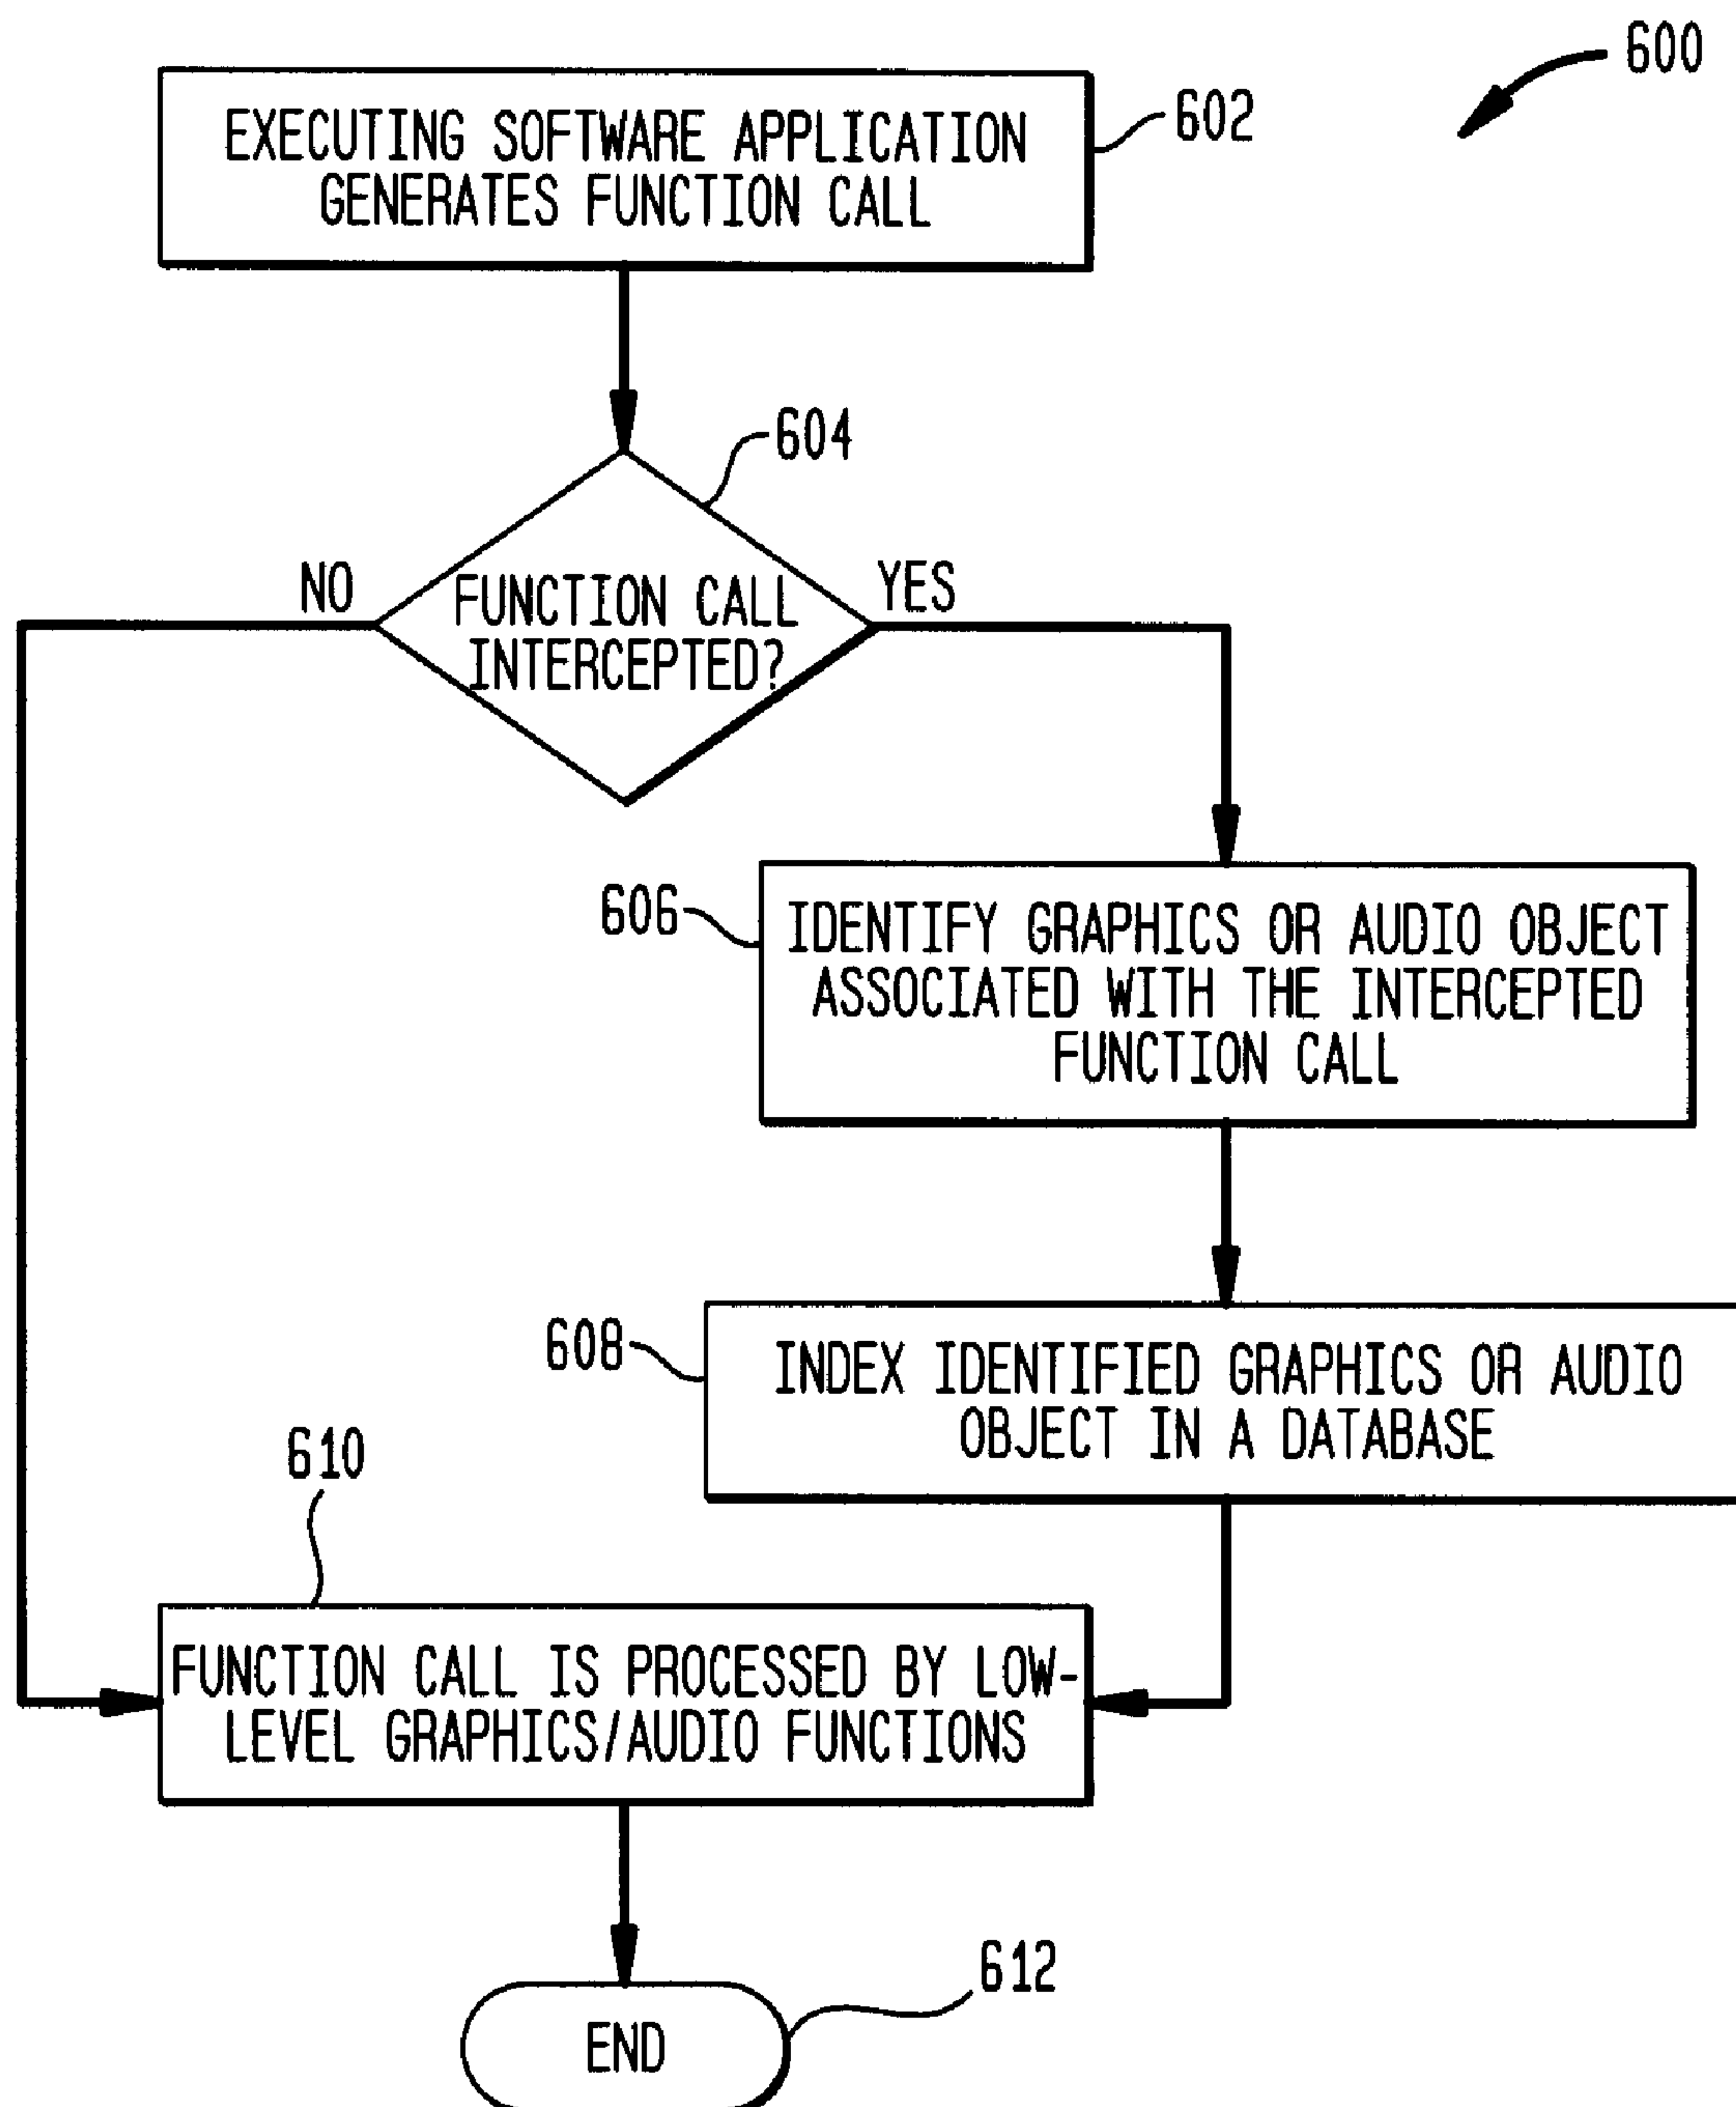 600
EXECUTING SOFTWARE APPLICATION
GENERATES FUNCTION CALL
602
604
NO
FUNCTION CALL
INTERCEPTED?
YES
606
IDENTIFY GRAPHICS OR AUDIO OBJECT
ASSOCIATED WITH THE INTERCEPTED
FUNCTION CALL
608
INDEX IDENTIFIED GRAPHICS OR AUDIO
OBJECT IN A DATABASE
610
FUNCTION CALL IS PROCESSED BY LOW-
LEVEL GRAPHICS/AUDIO FUNCTIONS
612
END